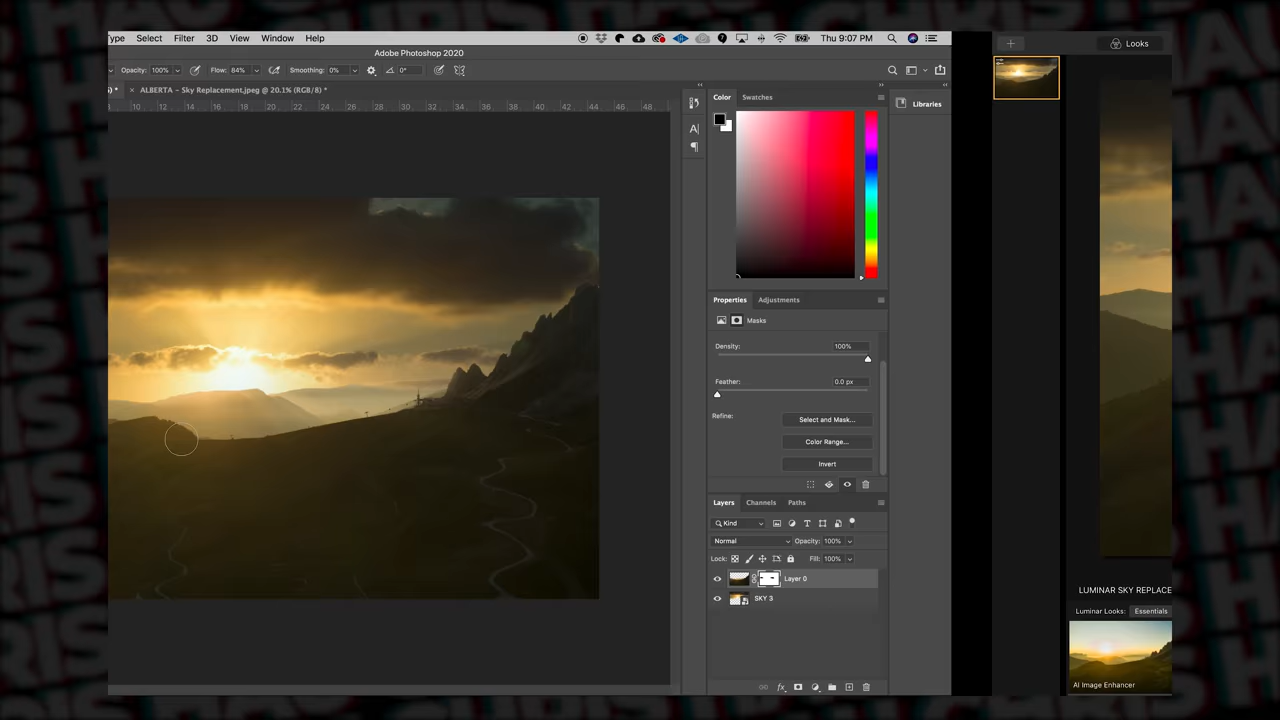 ype Select Filter 3D View Window Help
Thu 9:07 PM
Adobe Photoshop 2020
Opacity: 100% Flow: 84% Smoothing: 0% 0°
) * × ALBERTA - Sky Replacement.jpeg @ 20.1% (RGB/8) *
10 12 14 16 18 20 22 24 26 28 30 32 34 36 38 40 42 44 46 48
Color Swatches
Libraries
Properties Adjustments
Masks
Density: 100%
Feather: 0.0 px
Refine:
Select and Mask...
Color Range...
Invert
Layers Channels Paths
Kind
Normal Opacity: 100%
Lock: Fill: 100%
Layer 0
SKY 3
fx
Looks
LUMINAR SKY REPLACE
Luminar Looks: Essentials
AI Image Enhancer